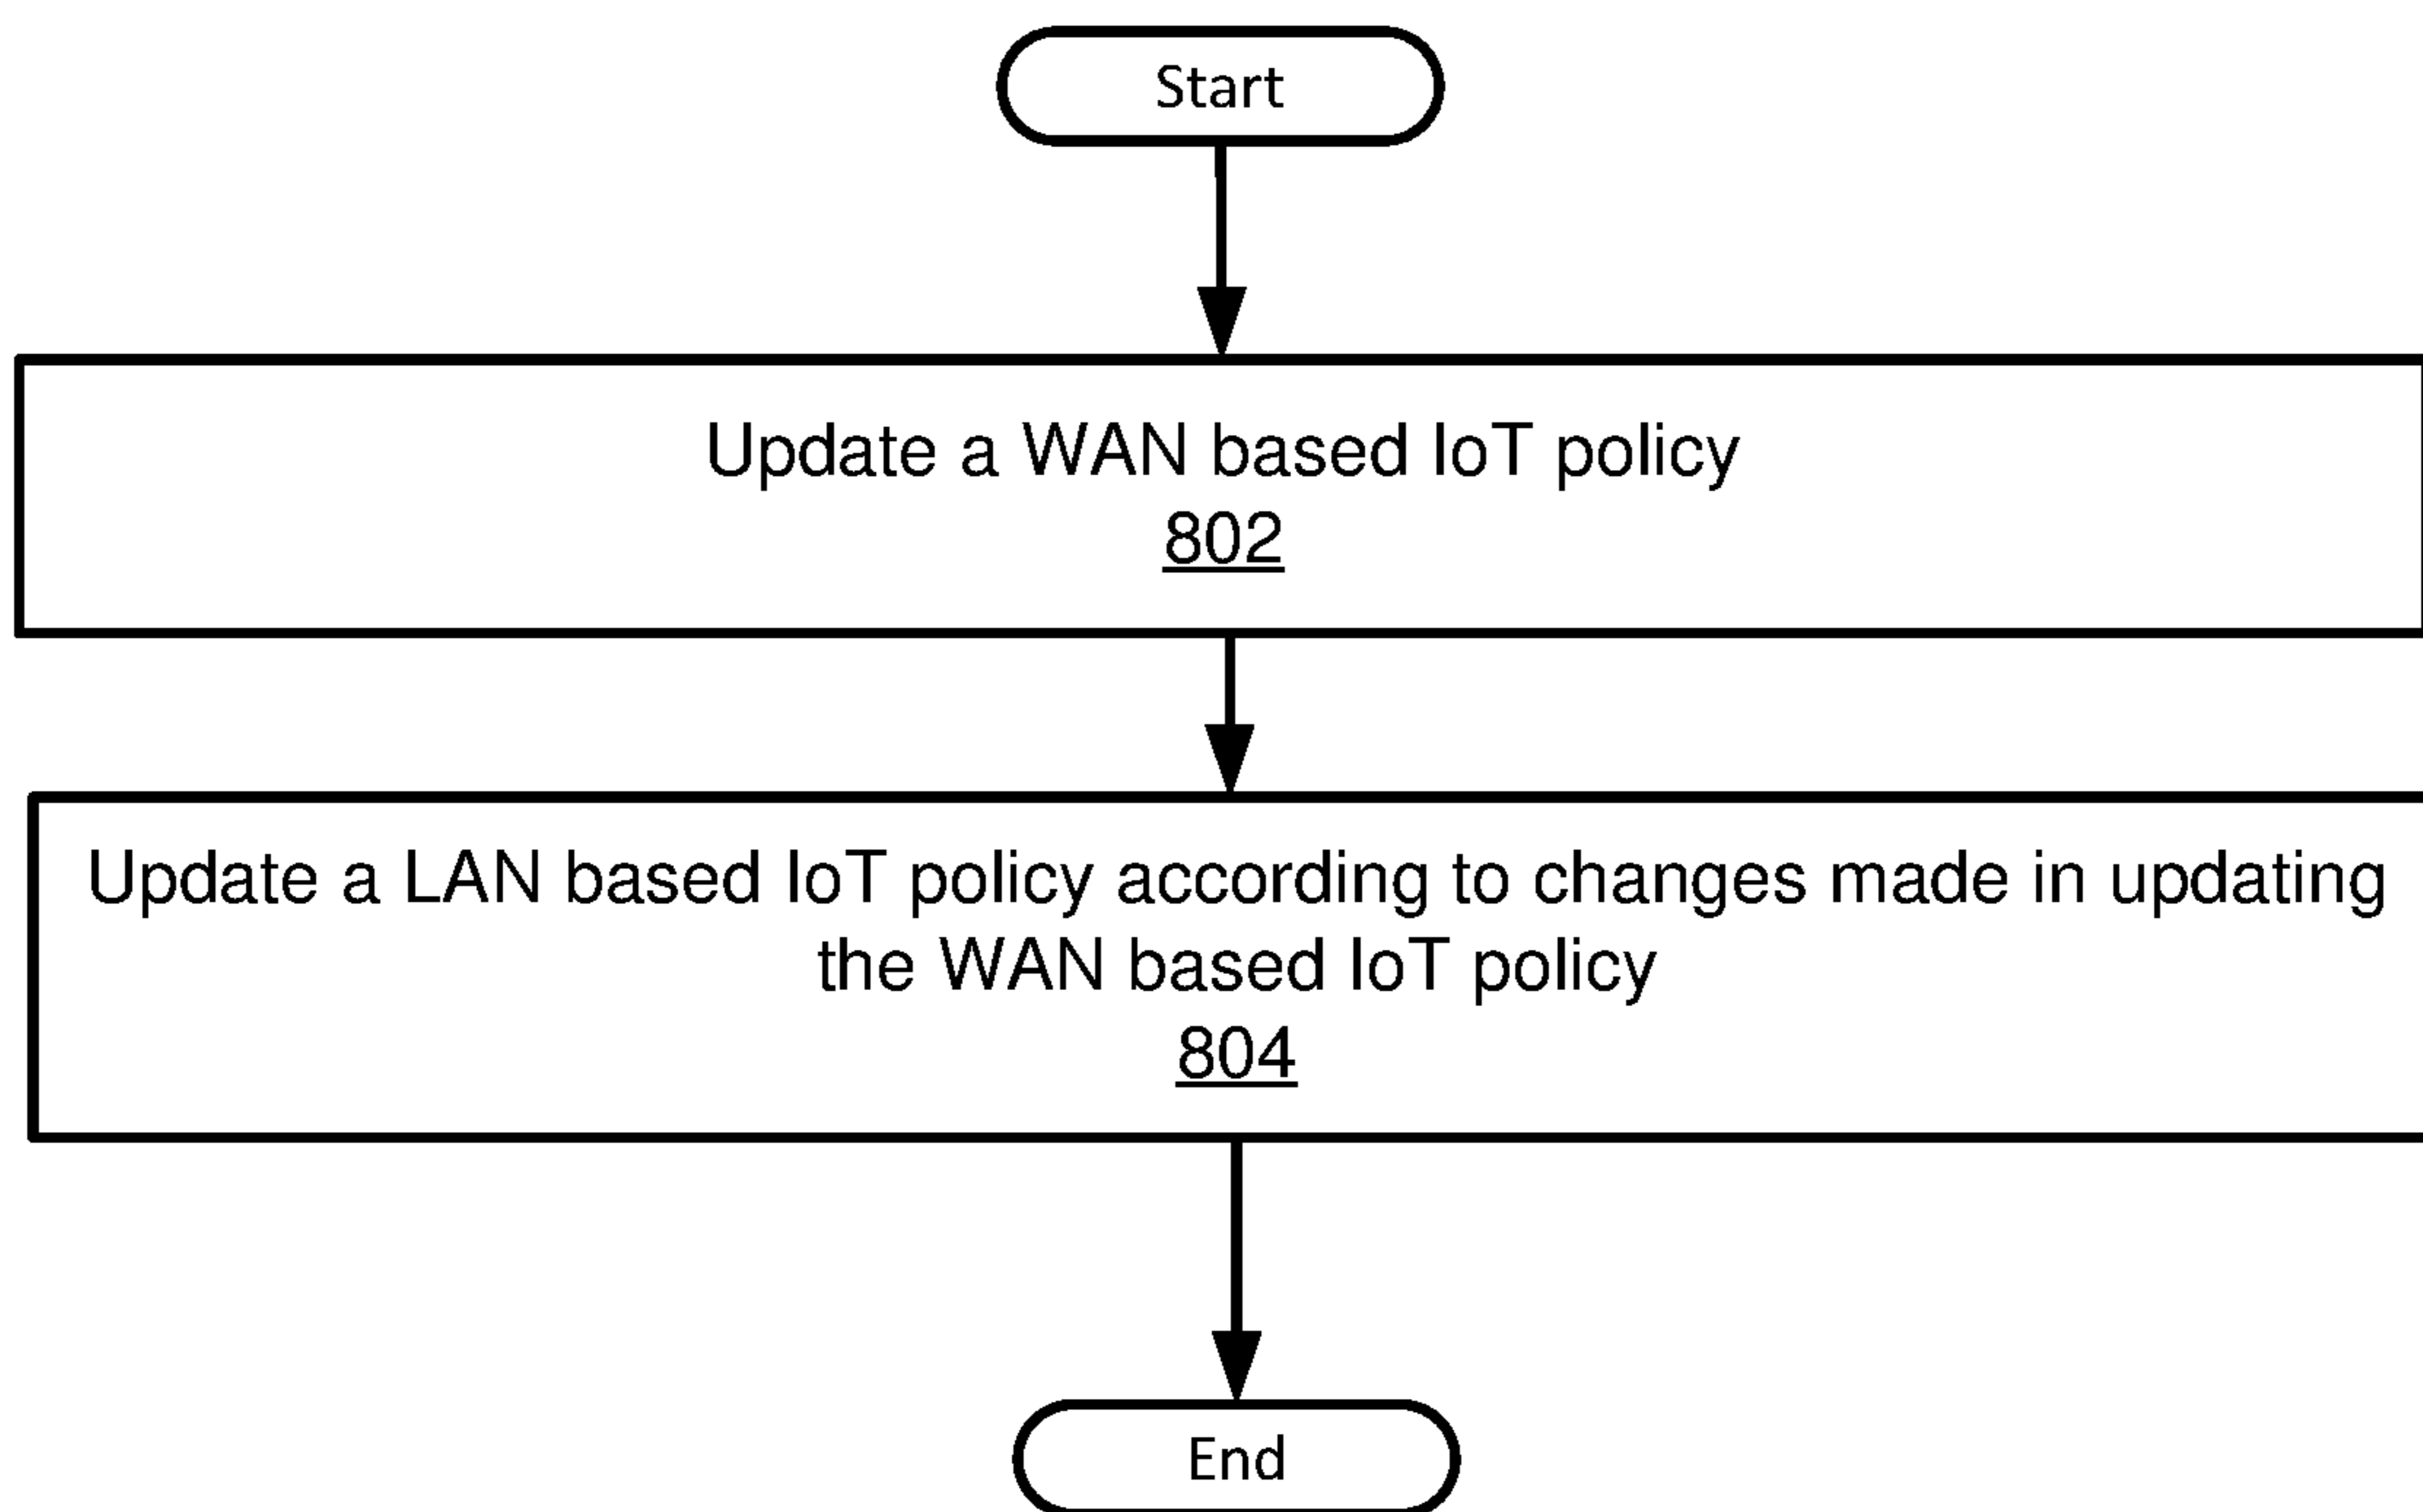 Start
Update a WAN based IoT policy
802
Update a LAN based IoT policy according to changes made in updating
the WAN based IoT policy
804
End